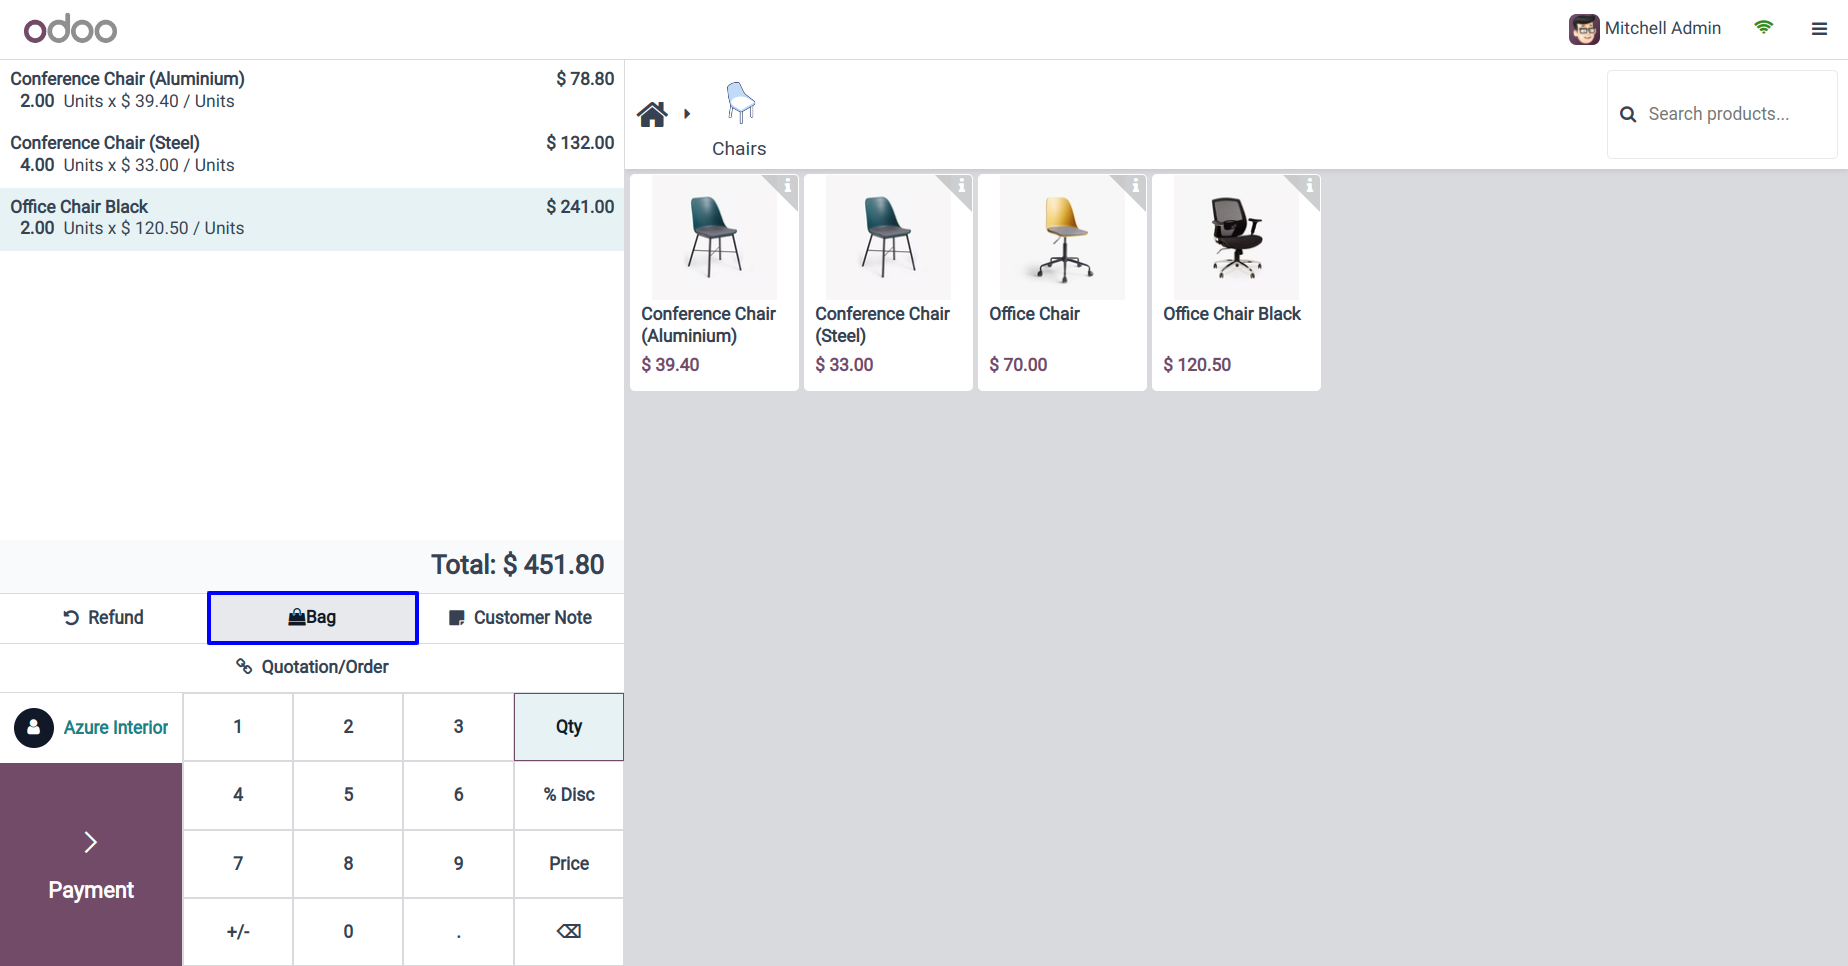 odoo
Mitchell Admin
Conference Chair (Aluminium) $ 78.80
2.00 Units x $ 39.40 / Units
Conference Chair (Steel) $ 132.00
4.00 Units x $ 33.00 / Units
Office Chair Black $ 241.00
2.00 Units x $ 120.50 / Units
Total: $ 451.80
Refund
Bag
Customer Note
Quotation/Order
Azure Interior
Payment
1 2 3 Qty
4 5 6 % Disc
7 8 9 Price
+/- 0 .
Chairs
Search products...
Conference Chair
(Aluminium)
$ 39.40
Conference Chair
(Steel)
$ 33.00
Office Chair
$ 70.00
Office Chair Black
$ 120.50